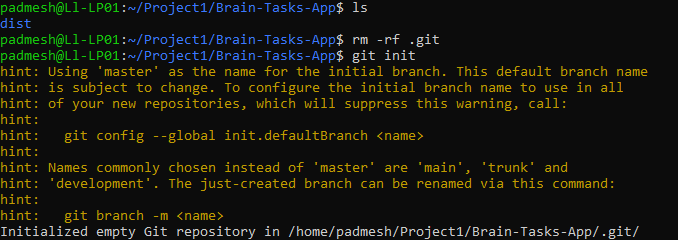 padmesh@Ll-LP01:~/Project1/Brain-Tasks-App$ ls
dist
padmesh@Ll-LP01:~/Project1/Brain-Tasks-App$ rm -rf .git
padmesh@Ll-LP01:~/Project1/Brain-Tasks-App$ git init
hint: Using 'master' as the name for the initial branch. This default branch name
hint: is subject to change. To configure the initial branch name to use in all
hint: of your new repositories, which will suppress this warning, call:
hint:
hint:   git config --global init.defaultBranch <name>
hint:
hint: Names commonly chosen instead of 'master' are 'main', 'trunk' and
hint: 'development'. The just-created branch can be renamed via this command:
hint:
hint:   git branch -m <name>
Initialized empty Git repository in /home/padmesh/Project1/Brain-Tasks-App/.git/